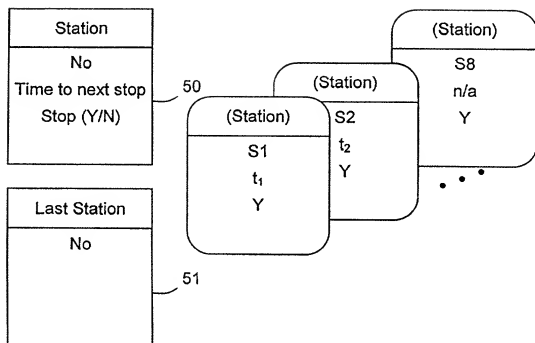 Station
No
Time to next stop
Stop (Y/N)
50
(Station)
S1
t₁
Y
(Station)
S2
t₂
Y
(Station)
S8
n/a
Y
Last Station
No
51